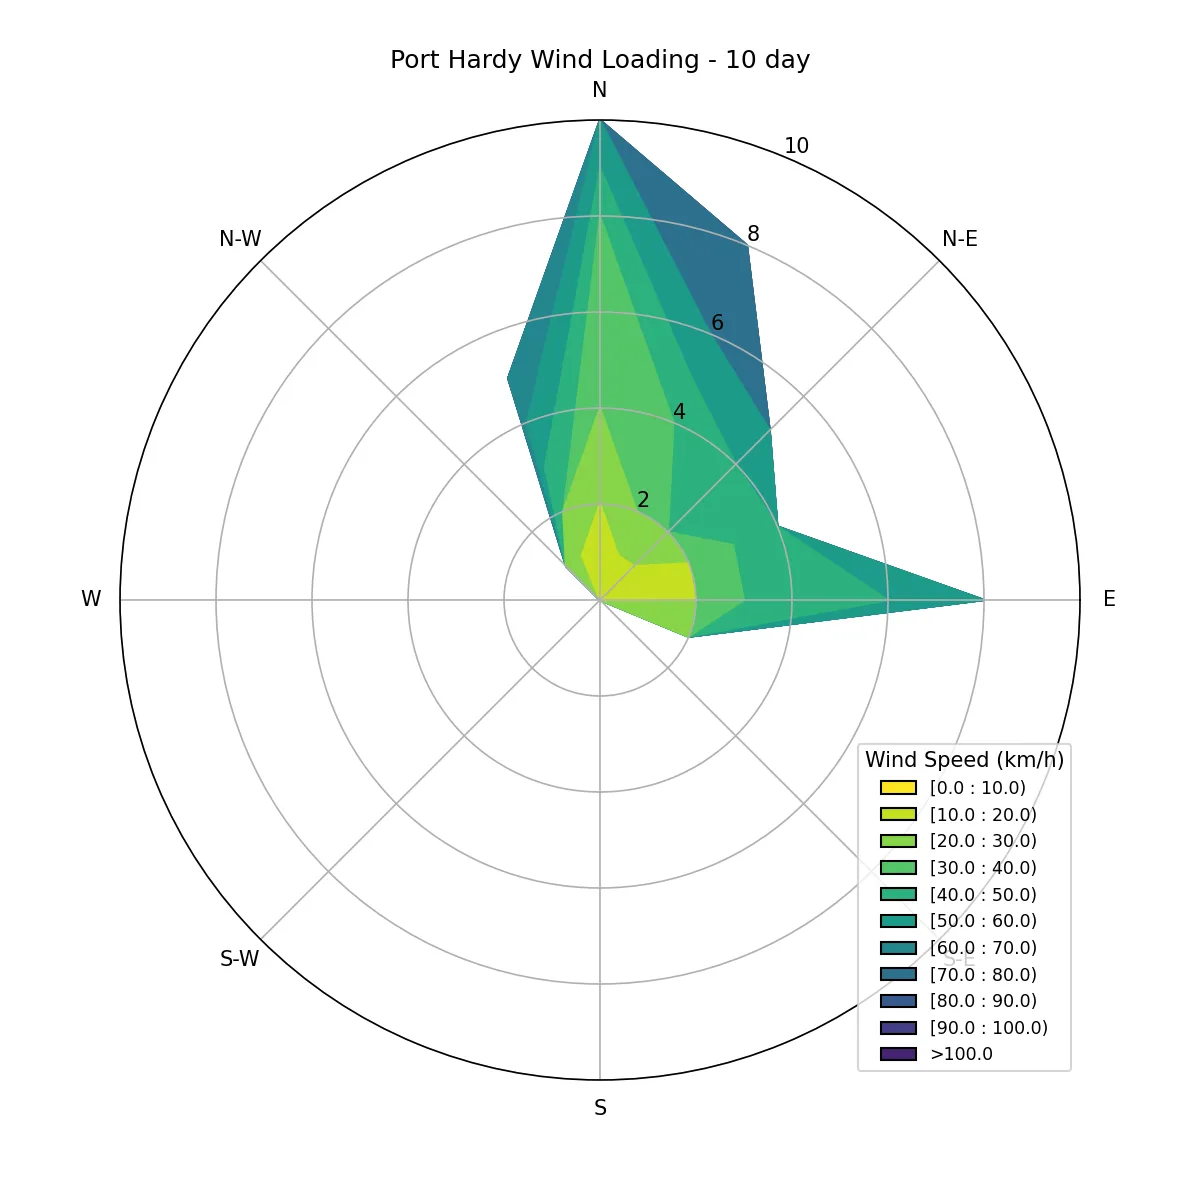 Port Hardy Wind Loading - 10 day
N
10
N-W
8
N-E
6
4
2
W
E
Wind Speed (km/h)
[0.0 : 10.0)
[10.0 : 20.0)
[20.0 : 30.0)
[30.0 : 40.0)
[40.0 : 50.0)
[50.0 : 60.0)
[60.0 : 70.0)
[70.0 : 80.0)
[80.0 : 90.0)
[90.0 : 100.0)
>100.0
S-W
S-E
S